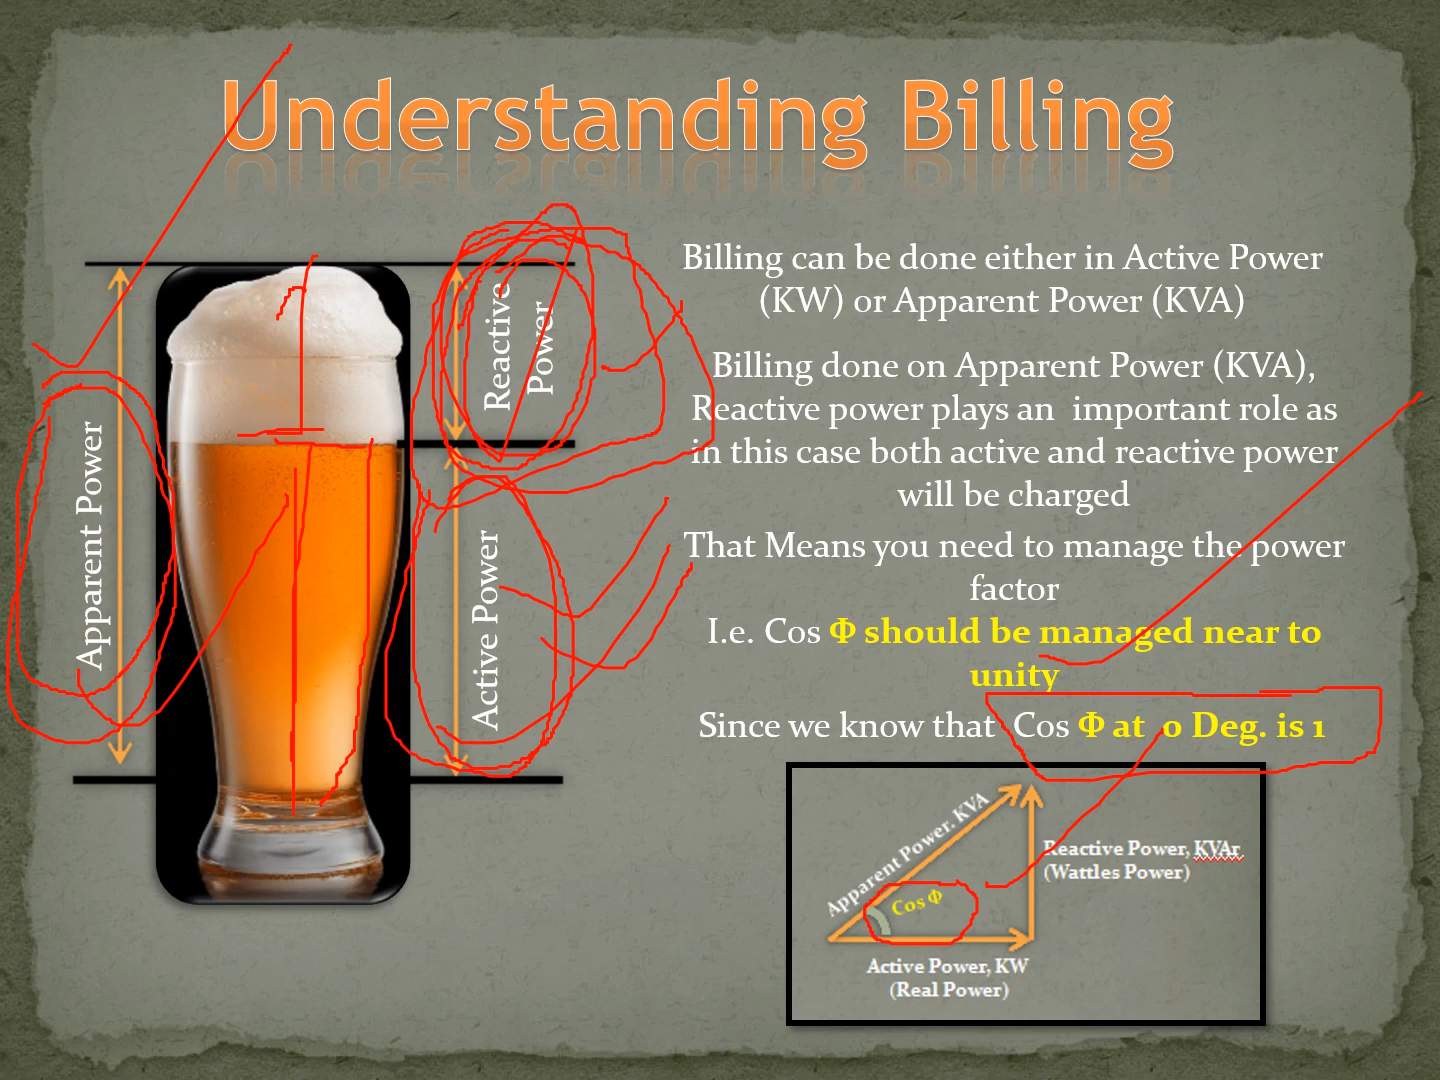 Understanding Billing
Apparent Power
Reactive
Power
Active Power
Billing can be done either in Active Power
(KW) or Apparent Power (KVA)
Billing done on Apparent Power (KVA),
Reactive power plays an  important role as
in this case both active and reactive power
will be charged
That Means you need to manage the power
factor
I.e. Cos Φ should be managed near to
unity
Since we know that  Cos Φ at  0 Deg. is 1
Apparent Power. KVA
Cos Φ
Reactive Power, KVAr
(Wattles Power)
Active Power, KW
(Real Power)